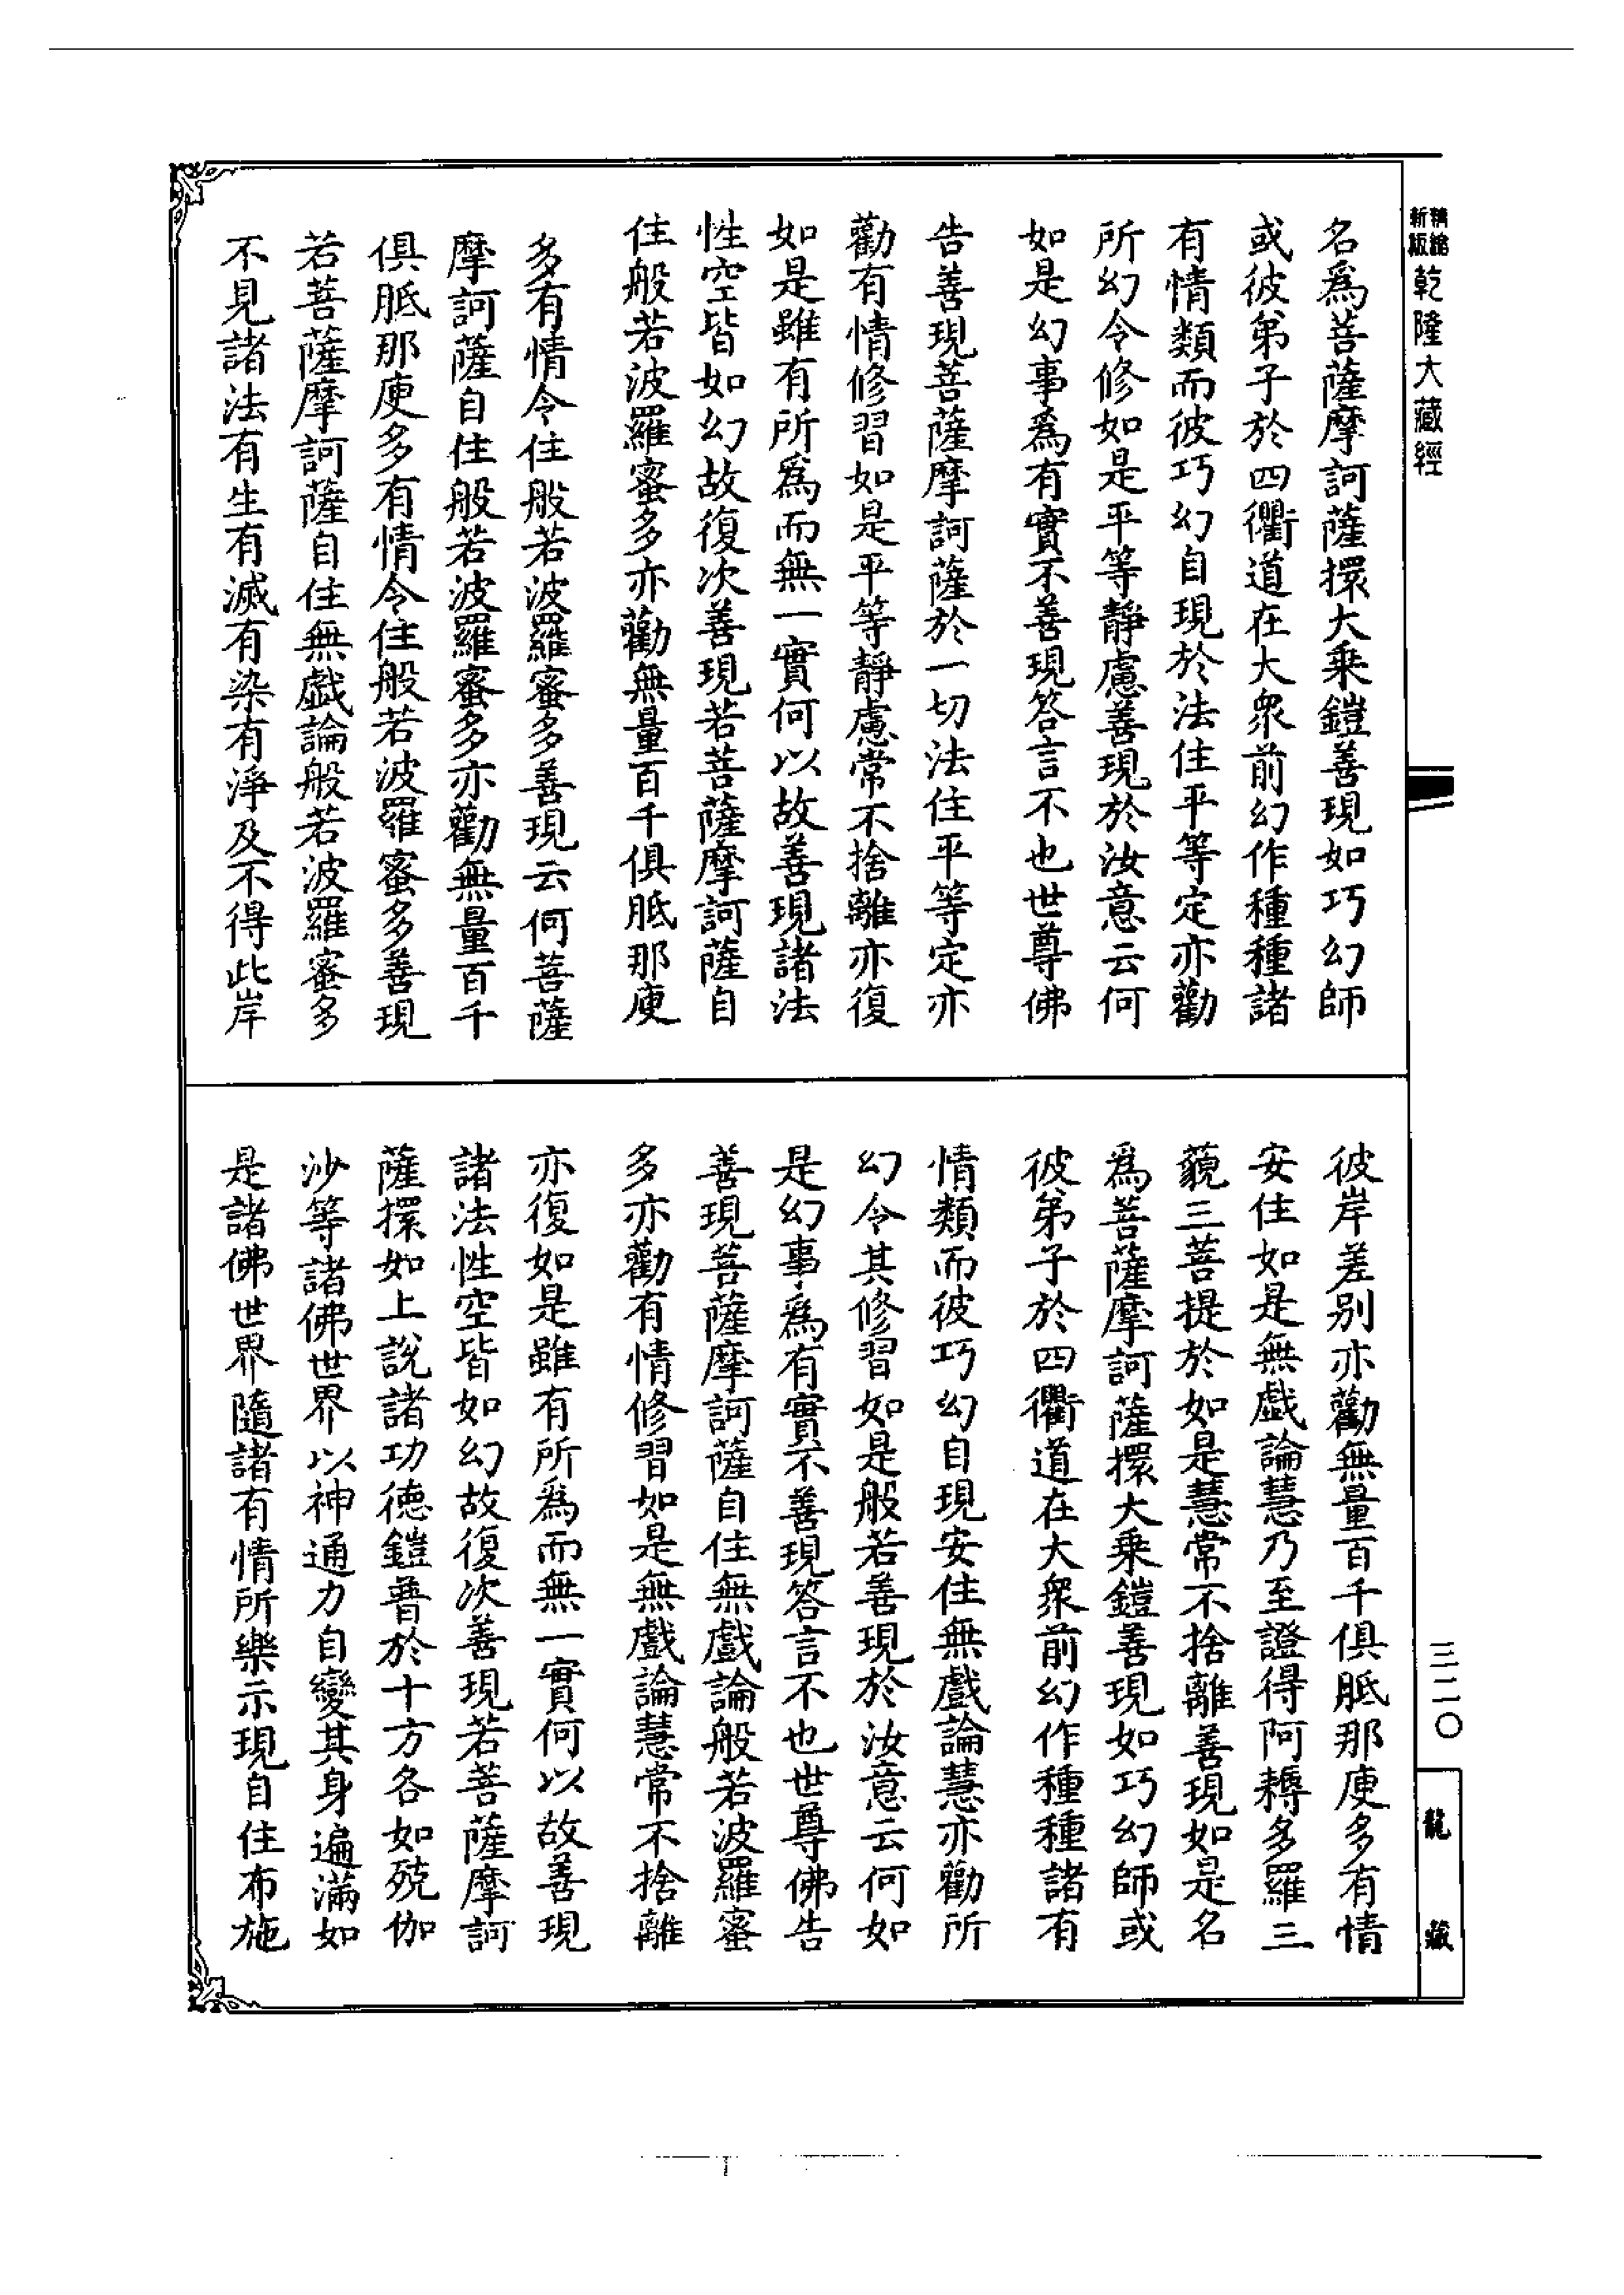 新版精縮乾隆大藏經
名爲菩薩摩訶薩擐大乘鎧善現如巧幻師
或彼弟子於四衢道在大衆前幻作種種諸
有情類而彼巧幻自現於法住平等定亦勸
所幻令修如是平等靜慮善現於汝意云何
如是幻事爲有實不善現答言不也世尊佛
告善現菩薩摩訶薩於一切法住平等定亦
勸有情修習如是平等靜慮常不捨離亦復
如是雖有所爲而無一實何以故善現諸法
性空皆如幻故復次善現若菩薩摩訶薩自
住般若波羅蜜多亦勸無量百千俱胝那庾
多有情令住般若波羅蜜多善現云何菩薩
摩訶薩自住般若波羅蜜多亦勸無量百千
俱胝那庾多有情令住般若波羅蜜多善現
若菩薩摩訶薩自住無戲論般若波羅蜜多
不見諸法有生有滅有染有淨及不得此岸
彼岸差別亦勸無量百千俱胝那庾多有情
安住如是無戲論慧乃至證得阿耨多羅三
藐三菩提於如是慧常不捨離善現如是名
爲菩薩摩訶薩擐大乘鎧善現如巧幻師或
彼弟子於四衢道在大衆前幻作種種諸有
情類而彼巧幻自現安住無戲論慧亦勸所
幻令其修習如是般若善現於汝意云何如
是幻事爲有實不善現答言不也世尊佛告
善現菩薩摩訶薩自住無戲論般若波羅蜜
多亦勸有情修習如是無戲論慧常不捨離
亦復如是雖有所爲而無一實何以故善現
諸法性空皆如幻故復次善現若菩薩摩訶
薩擐如上說諸功德鎧普於十方各如殑伽
沙等諸佛世界以神通力自變其身遍滿如
是諸佛世界隨諸有情所樂示現自住布施
三二〇
龍藏